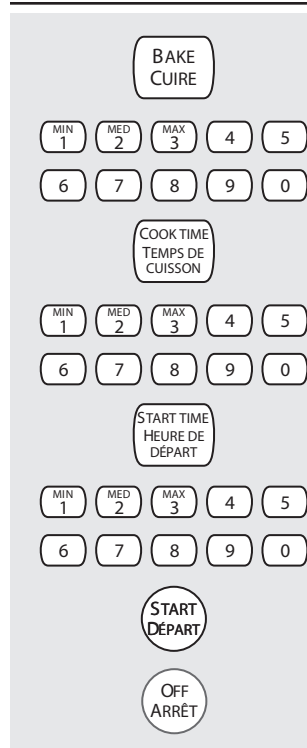 BAKE
CUIRE
MIN MED MAX
1 2 3 4 5
6 7 8 9 0
COOK TIME
TEMPS DE
CUISSON
MIN MED MAX
1 2 3 4 5
6 7 8 9 0
START TIME
HEURE DE
DÉPART
MIN MED MAX
1 2 3 4 5
6 7 8 9 0
START
DÉPART
OFF
ARRÊT